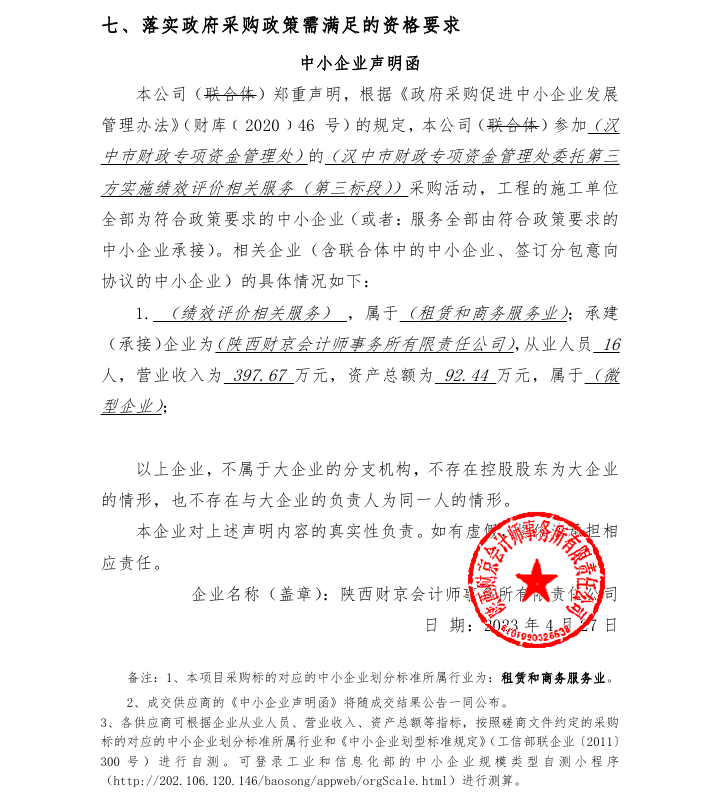 七、落实政府采购政策需满足的资格要求
中小企业声明函
本公司（联合体）郑重声明，根据《政府采购促进中小企业发展
管理办法》（财库﹝2020﹞46 号）的规定，本公司（联合体）参加（汉
中市财政专项资金管理处）的（汉中市财政专项资金管理处委托第三
方实施绩效评价相关服务（第三标段））采购活动，工程的施工单位
全部为符合政策要求的中小企业（或者：服务全部由符合政策要求的
中小企业承接）。相关企业（含联合体中的中小企业、签订分包意向
协议的中小企业）的具体情况如下：
1. （绩效评价相关服务） ，属于（租赁和商务服务业）；承建
（承接）企业为（陕西财京会计师事务所有限责任公司），从业人员 16
人，营业收入为 397.67 万元，资产总额为 92.44 万元，属于（微
型企业）；
以上企业，不属于大企业的分支机构，不存在控股股东为大企业
的情形，也不存在与大企业的负责人为同一人的情形。
本企业对上述声明内容的真实性负责。如有虚假，将依法承担相
应责任。
企业名称（盖章）：陕西财京会计师事务所有限责任公司
日 期：2023 年 4 月 27 日
陕西财京会计师事务所有限责任公司
备注：1、本项目采购标的对应的中小企业划分标准所属行业为：租赁和商务服务业。
2、成交供应商的《中小企业声明函》将随成交结果公告一同公布。
3、各供应商可根据企业从业人员、营业收入、资产总额等指标，按照磋商文件约定的采购
标的对应的中小企业划分标准所属行业和《中小企业划型标准规定》（工信部联企业〔2011〕
300 号）进行自测。可登录工业和信息化部的中小企业规模类型自测小程序
（http://202.106.120.146/baosong/appweb/orgScale.html）进行测算。